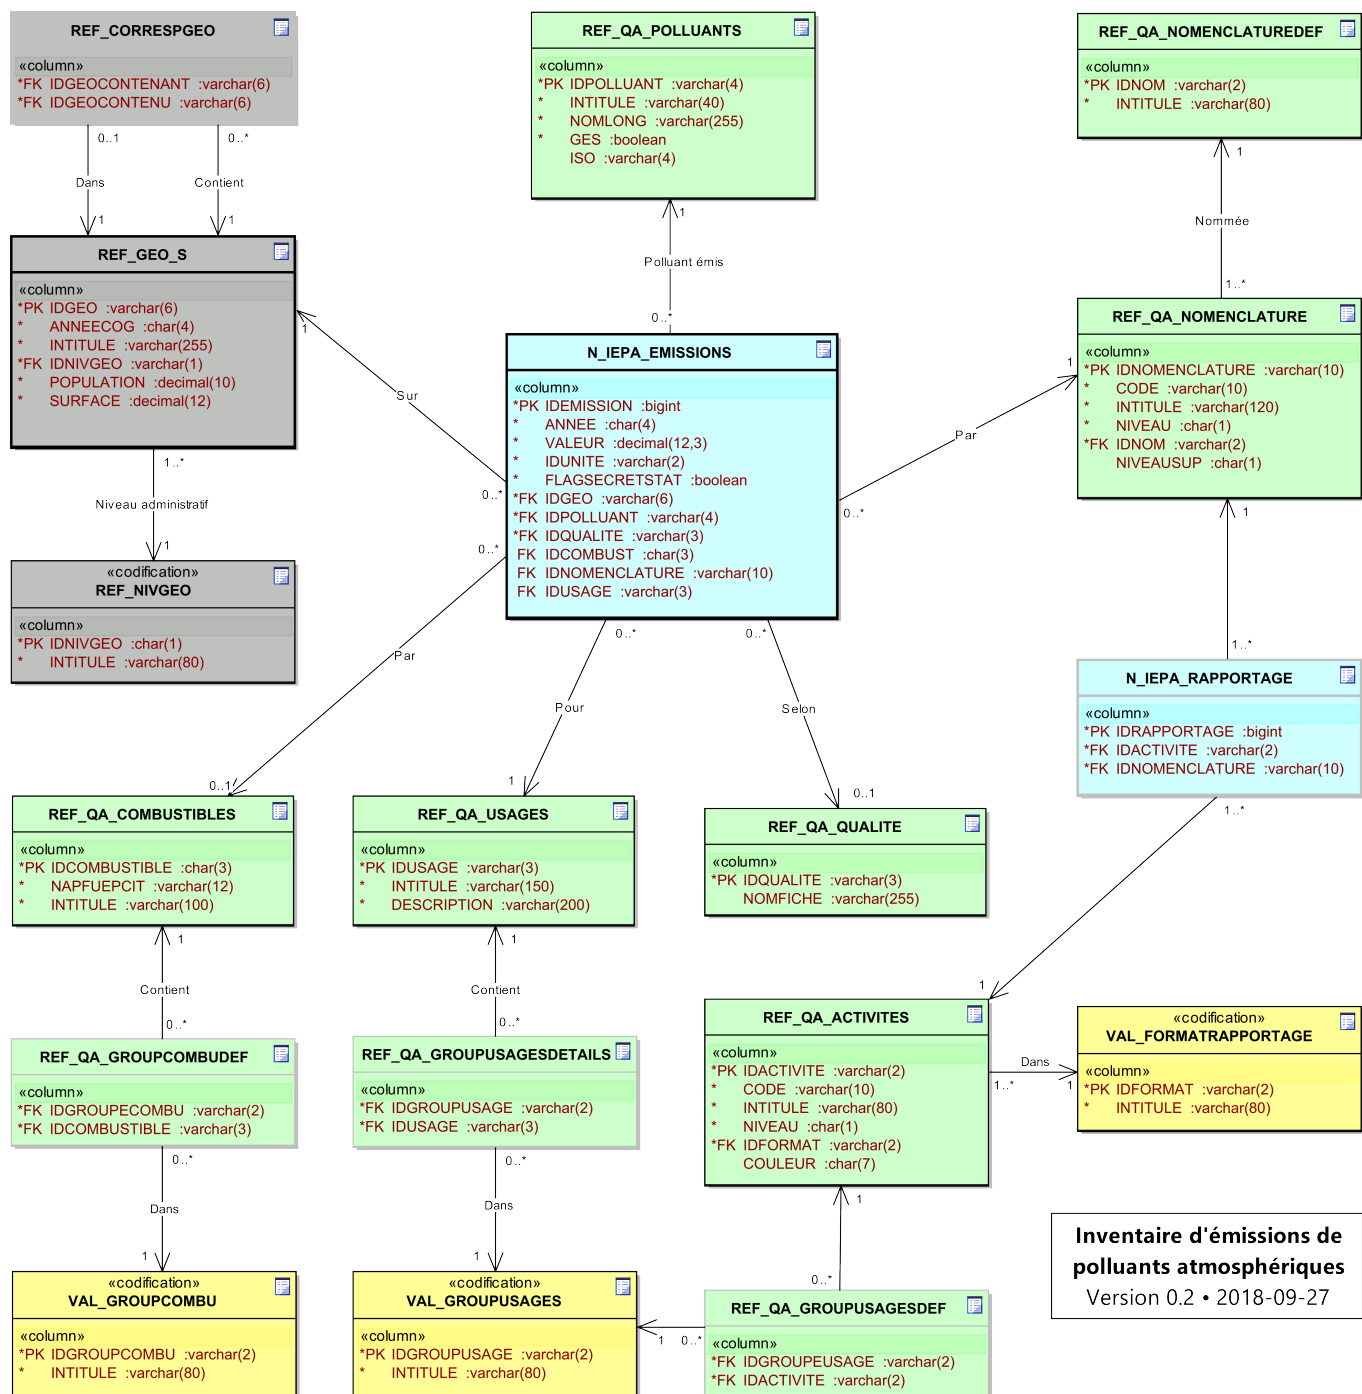 REF_CORRESPGEO
«column»
*FK IDGEOCONTENANT :varchar(6)
*FK IDGEOCONTENU :varchar(6)
0..1
0..*
Dans
Contient
1
1
REF_GEO_S
«column»
*PK IDGEO :varchar(6)
* ANNEECOG :char(4)
* INTITULE :varchar(255)
*FK IDNIVGEO :varchar(1)
* POPULATION :decimal(10)
* SURFACE :decimal(12)
1..*
Niveau administratif
1
«codification»
REF_NIVGEO
«column»
*PK IDNIVGEO :char(1)
* INTITULE :varchar(80)
REF_QA_POLLUANTS
«column»
*PK IDPOLLUANT :varchar(4)
* INTITULE :varchar(40)
* NOMLONG :varchar(255)
* GES :boolean
ISO :varchar(4)
1
Polluant émis
0..*
REF_QA_NOMENCLATUREDEF
«column»
*PK IDNOM :varchar(2)
* INTITULE :varchar(80)
1
Nommée
1..*
REF_QA_NOMENCLATURE
«column»
*PK IDNOMENCLATURE :varchar(10)
* CODE :varchar(10)
* INTITULE :varchar(120)
* NIVEAU :char(1)
*FK IDNOM :varchar(2)
NIVEAUSUP :char(1)
N_IEPA_EMISSIONS
«column»
*PK IDEMISSION :bigint
* ANNEE :char(4)
* VALEUR :decimal(12,3)
* IDUNITE :varchar(2)
* FLAGSECRETSTAT :boolean
*FK IDGEO :varchar(6)
*FK IDPOLLUANT :varchar(4)
*FK IDQUALITE :varchar(3)
FK IDCOMBUST :char(3)
FK IDNOMENCLATURE :varchar(10)
FK IDUSAGE :varchar(3)
1
Sur
0..*
1
Par
0..*
0..*
Par
0..1
0..*
Pour
1
0..*
Selon
0..1
1
1..*
N_IEPA_RAPPORTAGE
«column»
*PK IDRAPPORTAGE :bigint
*FK IDACTIVITE :varchar(2)
*FK IDNOMENCLATURE :varchar(10)
1..*
1
REF_QA_COMBUSTIBLES
«column»
*PK IDCOMBUSTIBLE :char(3)
* NAPFUEPCIT :varchar(12)
* INTITULE :varchar(100)
1
Contient
0..*
REF_QA_GROUPCOMBUDEF
«column»
*FK IDGROUPECOMBU :varchar(2)
*FK IDCOMBUSTIBLE :varchar(3)
0..*
Dans
1
«codification»
VAL_GROUPCOMBU
«column»
*PK IDGROUPCOMBU :varchar(2)
* INTITULE :varchar(80)
REF_QA_USAGES
«column»
*PK IDUSAGE :varchar(3)
* INTITULE :varchar(150)
* DESCRIPTION :varchar(200)
1
Contient
0..*
REF_QA_GROUPUSAGESDETAILS
«column»
*FK IDGROUPUSAGE :varchar(2)
*FK IDUSAGE :varchar(3)
0..*
Dans
1
«codification»
VAL_GROUPUSAGES
«column»
*PK IDGROUPUSAGE :varchar(2)
* INTITULE :varchar(80)
REF_QA_QUALITE
«column»
*PK IDQUALITE :varchar(3)
NOMFICHE :varchar(255)
REF_QA_ACTIVITES
«column»
*PK IDACTIVITE :varchar(2)
* CODE :varchar(10)
* INTITULE :varchar(80)
* NIVEAU :char(1)
*FK IDFORMAT :varchar(2)
COULEUR :char(7)
Dans
1..*
1
«codification»
VAL_FORMATRAPPORTAGE
«column»
*PK IDFORMAT :varchar(2)
* INTITULE :varchar(80)
1
0..*
REF_QA_GROUPUSAGESDEF
«column»
*FK IDGROUPEUSAGE :varchar(2)
*FK IDACTIVITE :varchar(2)
1
0..*
Inventaire d'émissions de
polluants atmosphériques
Version 0.2 • 2018-09-27